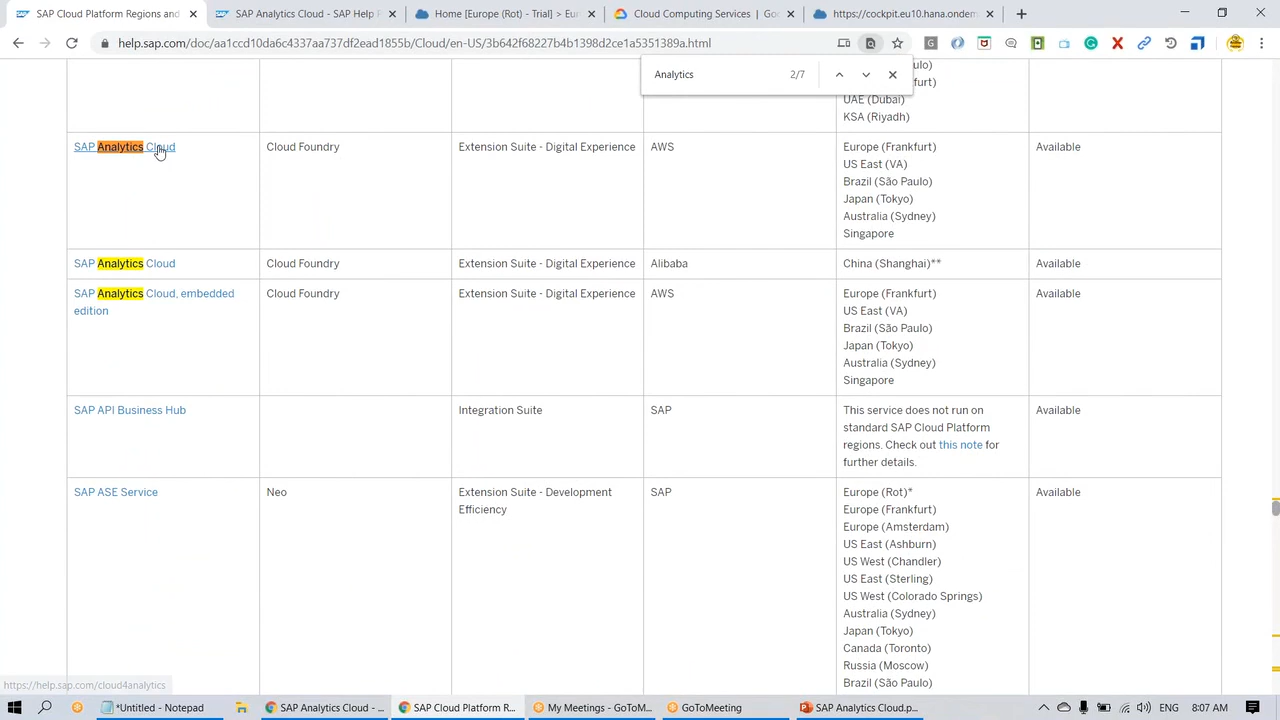 SAP Cloud Platform Regions and
SAP Analytics Cloud - SAP Help P
Home [Europe (Rot) - Trial] > Eur
Cloud Computing Services | Goo
https://cockpit.eu10.hana.ondem
help.sap.com/doc/aa1ccd10da6c4337aa737df2ead1855b/Cloud/en-US/3b642f68227b4b1398d2ce1a5351389a.html
Analytics 2/7
ulo)
furt)
UAE (Dubai)
KSA (Riyadh)
SAP Analytics Cloud
Cloud Foundry
Extension Suite - Digital Experience
AWS
Europe (Frankfurt)
US East (VA)
Brazil (São Paulo)
Japan (Tokyo)
Australia (Sydney)
Singapore
Available
SAP Analytics Cloud
Cloud Foundry
Extension Suite - Digital Experience
Alibaba
China (Shanghai)**
Available
SAP Analytics Cloud, embedded
edition
Cloud Foundry
Extension Suite - Digital Experience
AWS
Europe (Frankfurt)
US East (VA)
Brazil (São Paulo)
Japan (Tokyo)
Australia (Sydney)
Singapore
Available
SAP API Business Hub
Integration Suite
SAP
This service does not run on
standard SAP Cloud Platform
regions. Check out this note for
further details.
Available
SAP ASE Service
Neo
Extension Suite - Development
Efficiency
SAP
Europe (Rot)*
Europe (Frankfurt)
Europe (Amsterdam)
US East (Ashburn)
US West (Chandler)
US East (Sterling)
US West (Colorado Springs)
Australia (Sydney)
Japan (Tokyo)
Canada (Toronto)
Russia (Moscow)
Brazil (São Paulo)
Available
https://help.sap.com/cloud4analytics
*Untitled - Notepad
SAP Analytics Cloud - ...
SAP Cloud Platform R...
My Meetings - GoToM...
GoToMeeting
SAP Analytics Cloud.p...
ENG
8:07 AM